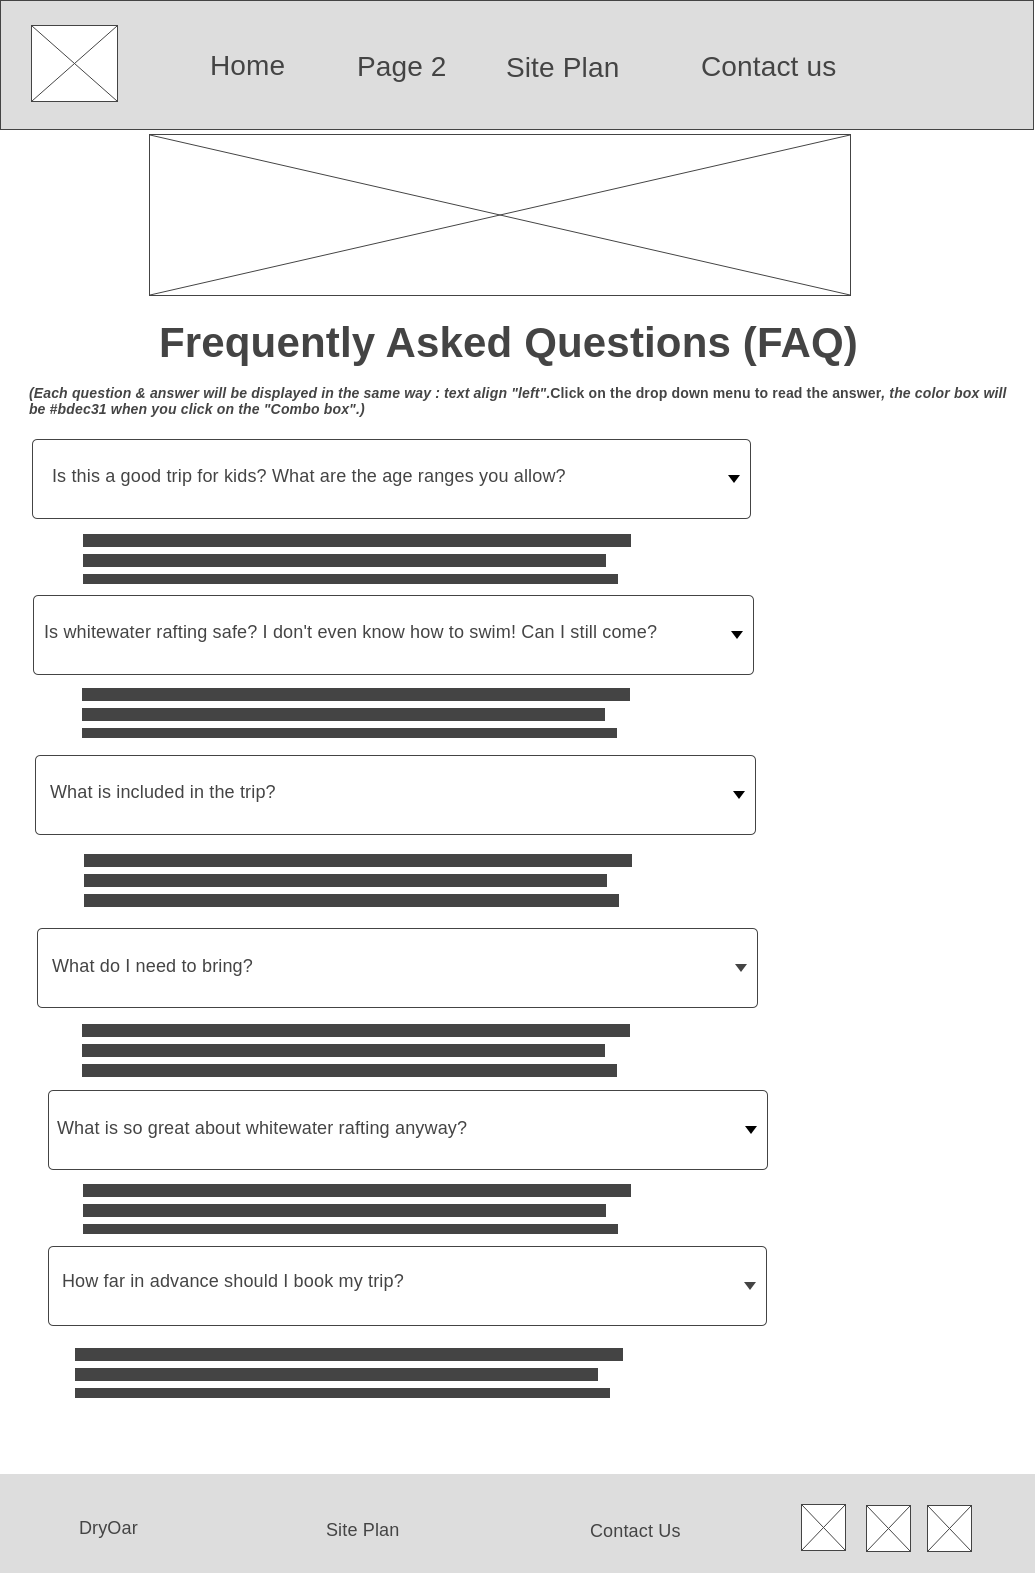 Home Page 2 Site Plan Contact us
Frequently Asked Questions (FAQ)
(Each question & answer will be displayed in the same way : text align "left".Click on the drop down menu to read the answer, the color box will
be #bdec31 when you click on the "Combo box".)
Is this a good trip for kids? What are the age ranges you allow?
Is whitewater rafting safe? I don't even know how to swim! Can I still come?
What is included in the trip?
What do I need to bring?
What is so great about whitewater rafting anyway?
How far in advance should I book my trip?
DryOar Site Plan Contact Us